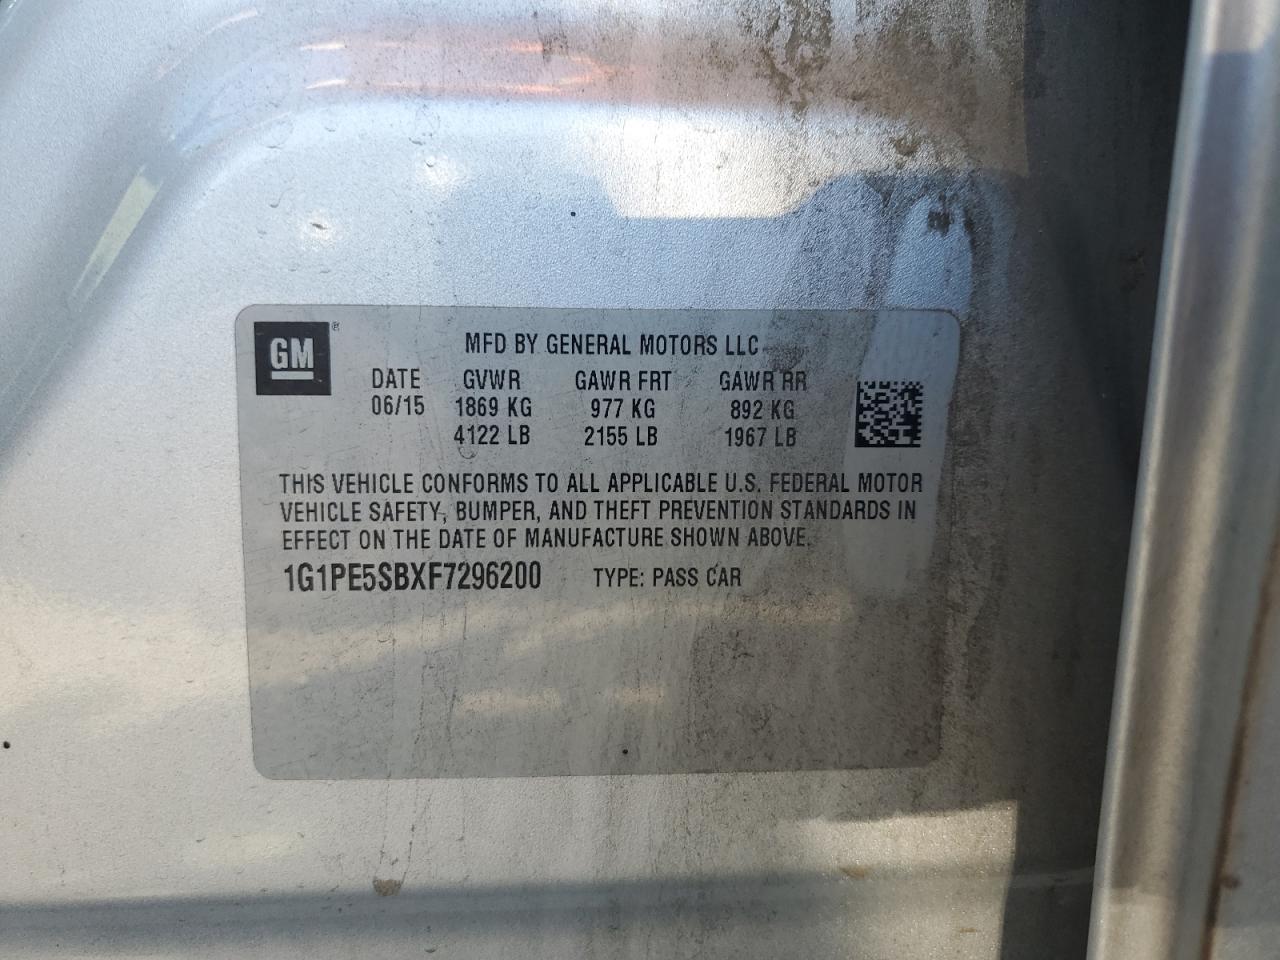 GM ®
MFD BY GENERAL MOTORS LLC
DATE GVWR GAWR FRT GAWR RR
06/15 1869 KG 977 KG 892 KG
4122 LB 2155 LB 1967 LB
THIS VEHICLE CONFORMS TO ALL APPLICABLE U.S. FEDERAL MOTOR
VEHICLE SAFETY, BUMPER, AND THEFT PREVENTION STANDARDS IN
EFFECT ON THE DATE OF MANUFACTURE SHOWN ABOVE.
1G1PE5SBXF7296200 TYPE: PASS CAR